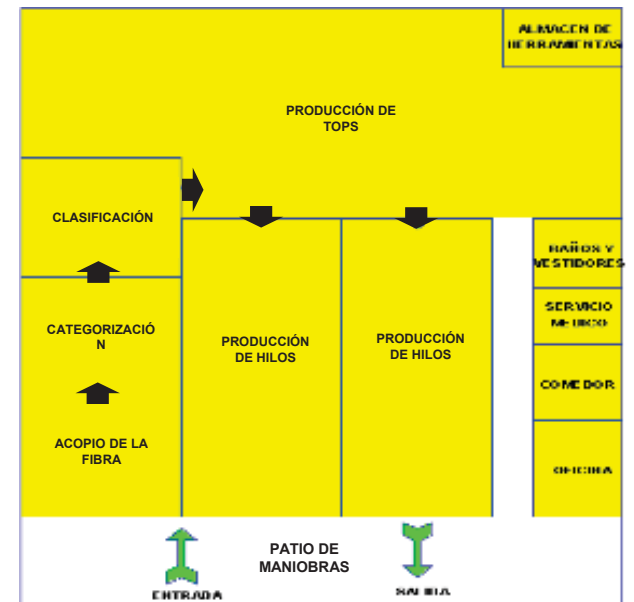 ALMACEN DE
HERRAMIENTAS
PRODUCCIÓN DE
TOPS
CLASIFICACIÓN
BAÑOS Y
VESTIDORES
SERVICIO
MEDICO
CATEGORIZACIÓ
N
PRODUCCIÓN
DE HILOS
PRODUCCIÓN
DE HILOS
COMEDOR
ACOPIO DE LA
FIBRA
OFICINA
PATIO DE
MANIOBRAS
ENTRADA
SALIDA